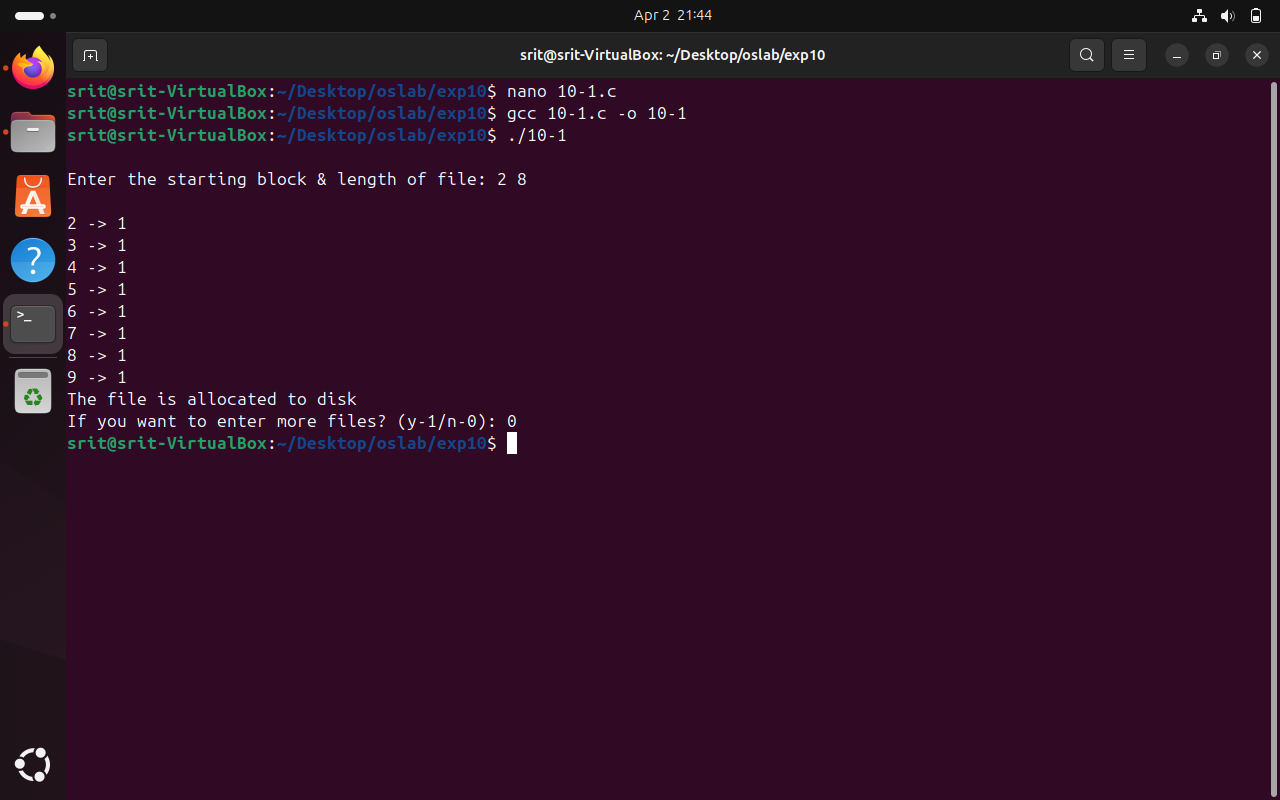 Apr 2 21:44
srit@srit-VirtualBox: ~/Desktop/oslab/exp10
srit@srit-VirtualBox:~/Desktop/oslab/exp10$ nano 10-1.c
srit@srit-VirtualBox:~/Desktop/oslab/exp10$ gcc 10-1.c -o 10-1
srit@srit-VirtualBox:~/Desktop/oslab/exp10$ ./10-1
Enter the starting block & length of file: 2 8
2 -> 1
3 -> 1
4 -> 1
5 -> 1
6 -> 1
7 -> 1
8 -> 1
9 -> 1
The file is allocated to disk
If you want to enter more files? (y-1/n-0): 0
srit@srit-VirtualBox:~/Desktop/oslab/exp10$